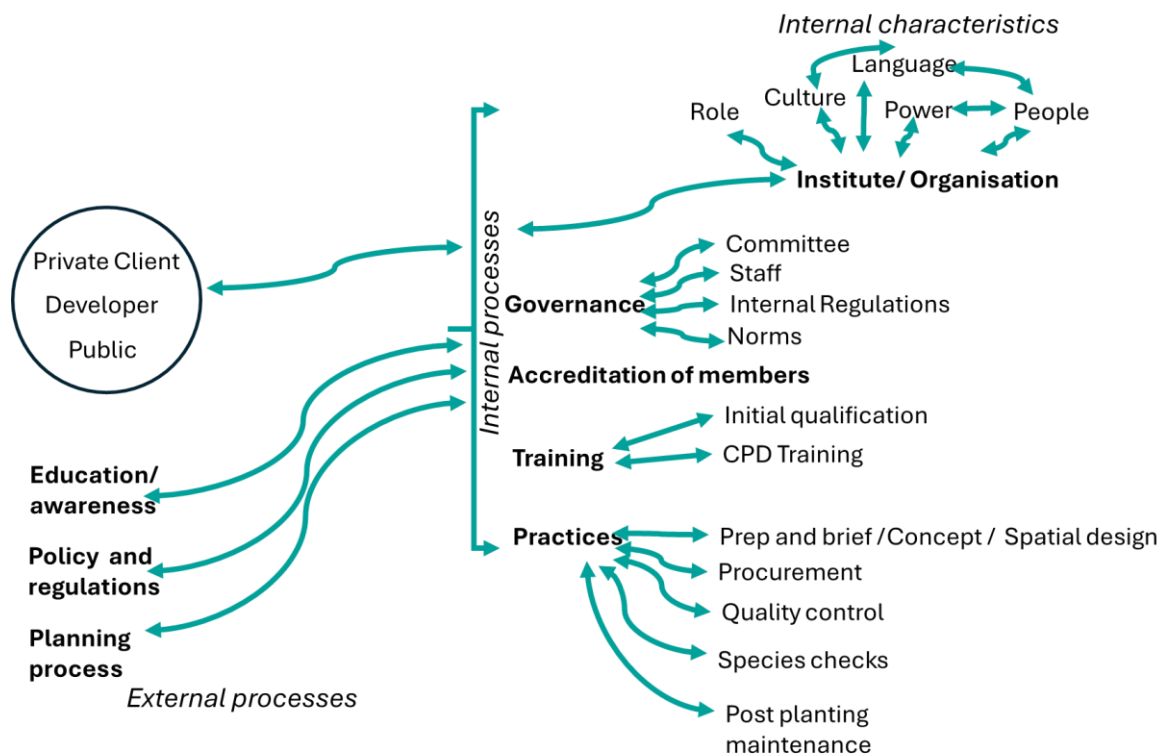 Internal characteristics
Language
Culture
Role
Power
People
Institute/ Organisation
Private Client
Developer
Public
Internal processes
Committee
Staff
Governance
Internal Regulations
Norms
Accreditation of members
Initial qualification
Training
CPD Training
Education/
awareness
Policy and
regulations
Planning
process
External processes
Practices
Prep and brief /Concept / Spatial design
Procurement
Quality control
Species checks
Post planting
maintenance